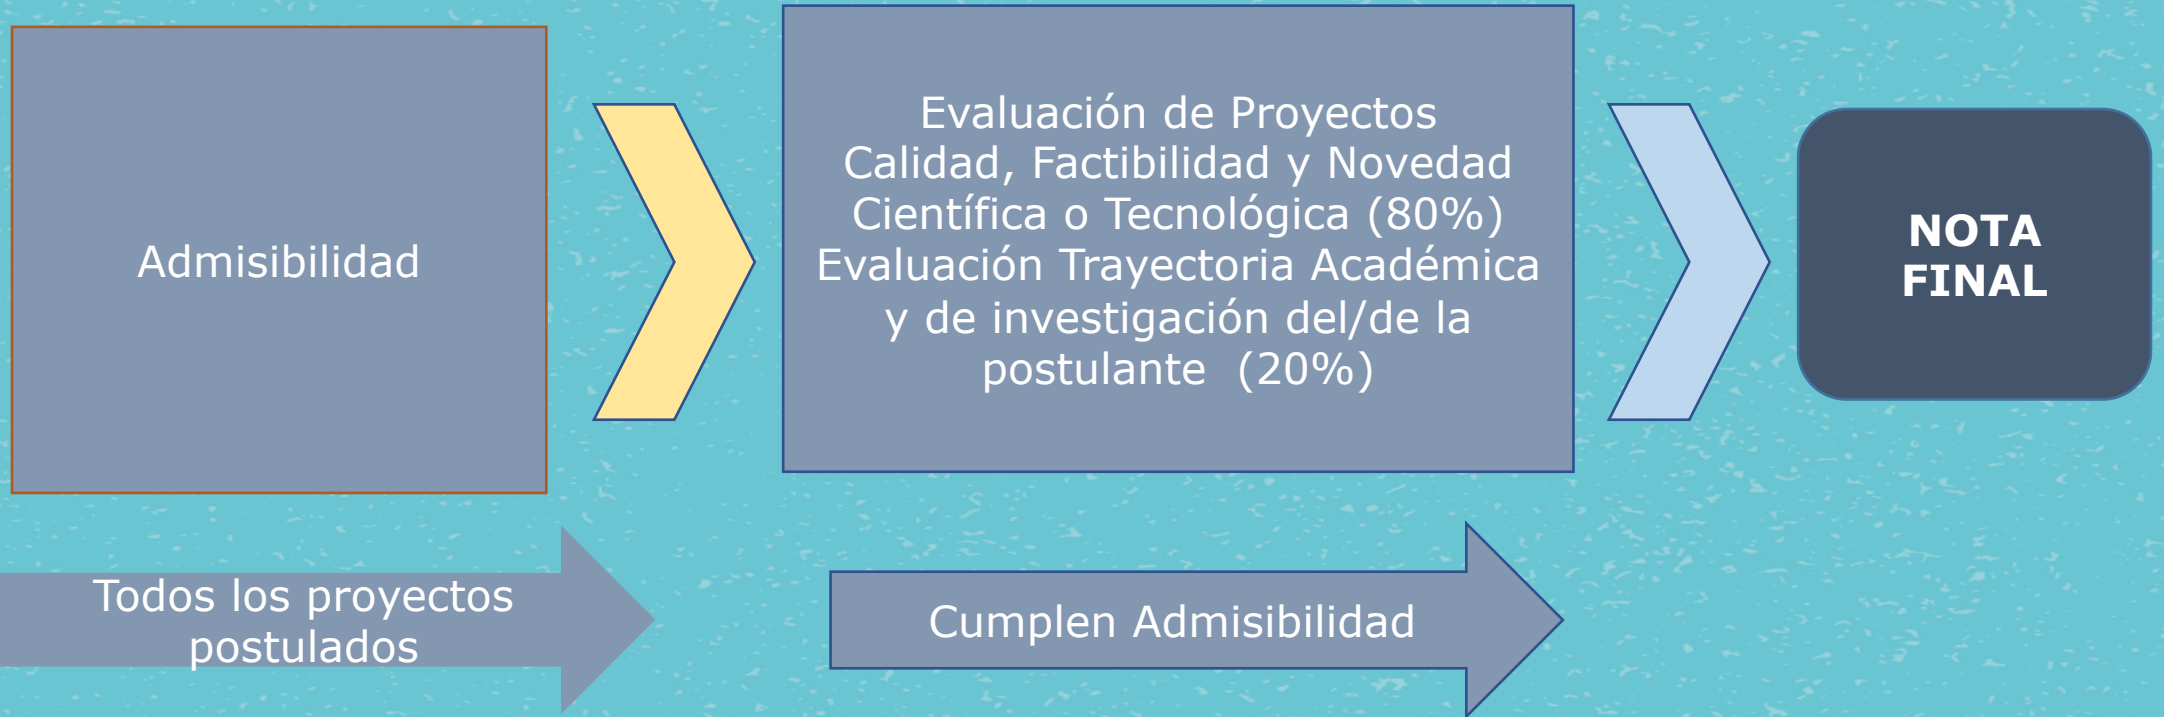 Admisibilidad
Evaluación de Proyectos
Calidad, Factibilidad y Novedad
Científica o Tecnológica (80%)
Evaluación Trayectoria Académica
y de investigación del/de la
postulante (20%)
NOTA
FINAL
Todos los proyectos
postulados
Cumplen Admisibilidad